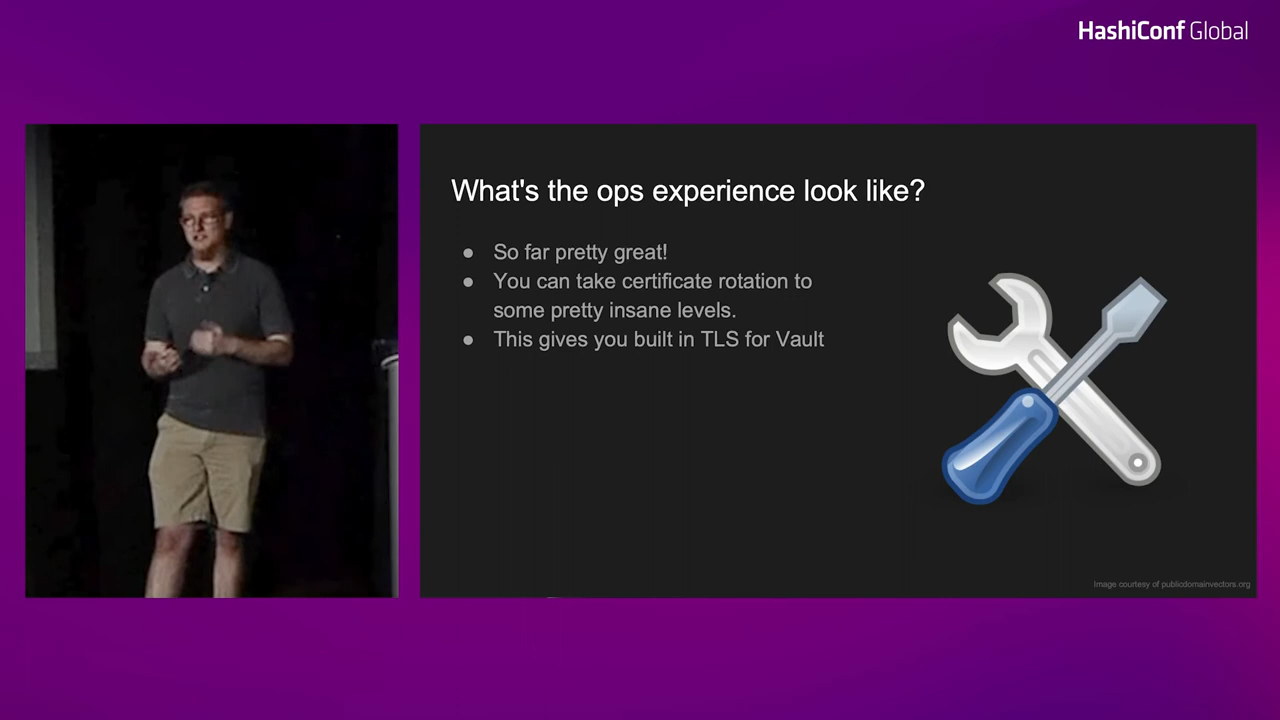 HashiConf Global
What's the ops experience look like?
● So far pretty great!
● You can take certificate rotation to
some pretty insane levels.
● This gives you built in TLS for Vault
Image courtesy of publicdomainvectors.org